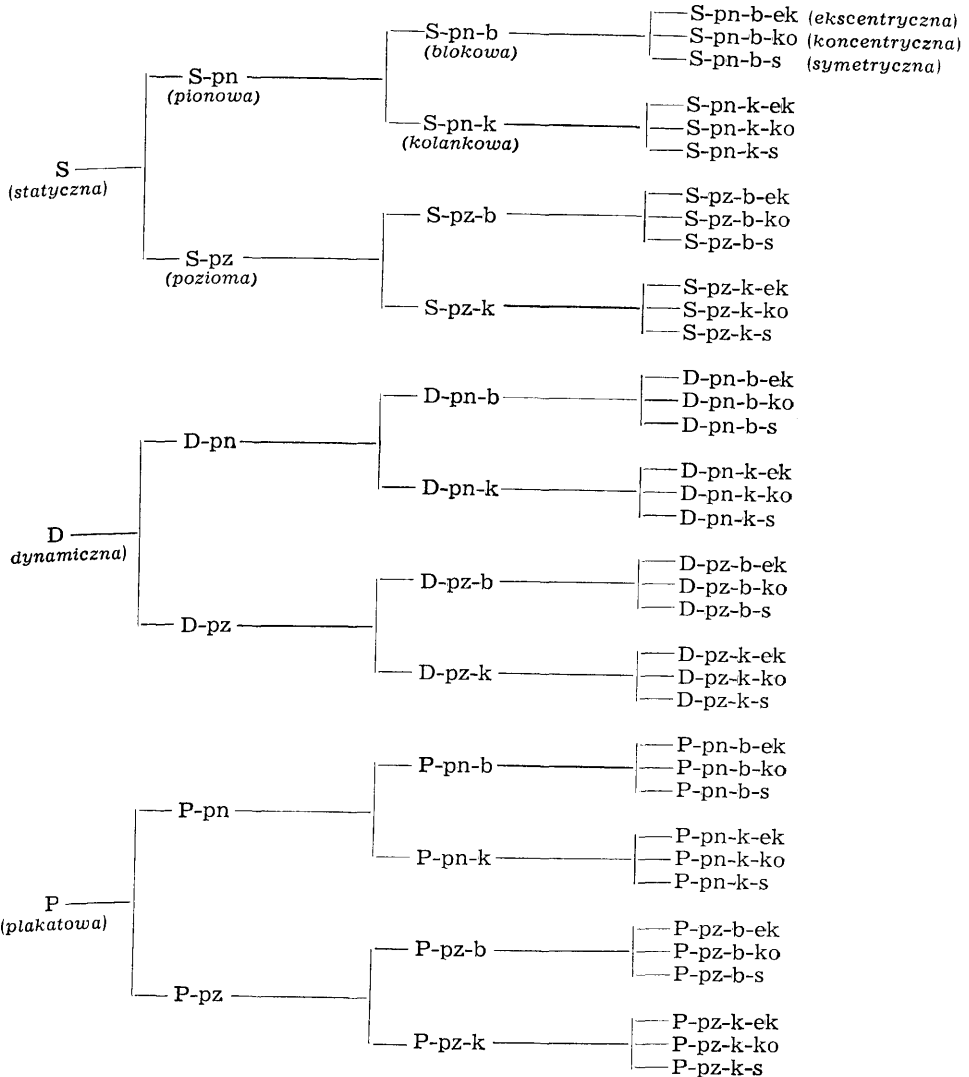 S-pn-b-ek (ekscentryczna)
S-pn-b S-pn-b-ko (koncentryczna)
(blokowa) S-pn-b-s (symetryczna)
S-pn
(pionowa)
S-pn-k-ek
S-pn-k S-pn-k-ko
(kolankowa) S-pn-k-s
S
(statyczna)
S-pz-b-ek
S-pz-b S-pz-b-ko
S-pz-b-s
S-pz
(pozioma)
S-pz-k-ek
S-pz-k S-pz-k-ko
S-pz-k-s
D-pn-b-ek
D-pn-b D-pn-b-ko
D-pn-b-s
D-pn
D-pn-k-ek
D-pn-k D-pn-k-ko
D-pn-k-s
D
dynamiczna)
D-pz-b-ek
D-pz-b D-pz-b-ko
D-pz-b-s
D-pz
D-pz-k-ek
D-pz-k D-pz-k-ko
D-pz-k-s
P-pn-b-ek
P-pn-b P-pn-b-ko
P-pn-b-s
P-pn
P-pn-k-ek
P-pn-k P-pn-k-ko
P-pn-k-s
P
(plakatowa)
P-pz-b-ek
P-pz-b P-pz-b-ko
P-pz-b-s
P-pz
P-pz-k-ek
P-pz-k P-pz-k-ko
P-pz-k-s